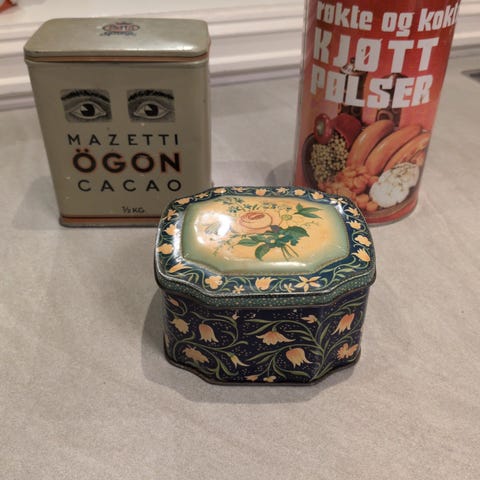 MAZETTI
ÖGON
CACAO
½ KG
røkte og kokt
KJØTT
PØLSER